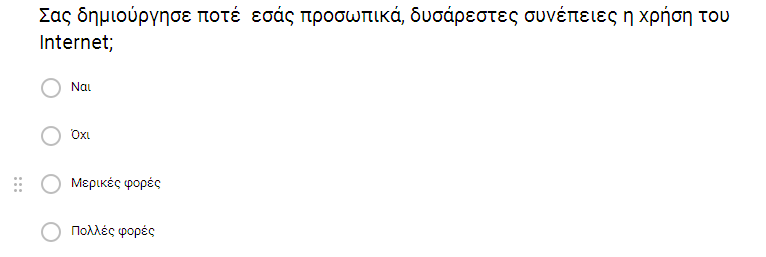 Σας δημιούργησε ποτέ  εσάς προσωπικά, δυσάρεστες συνέπειες η χρήση του
Internet;
Ναι
Όχι
Μερικές φορές
Πολλές φορές